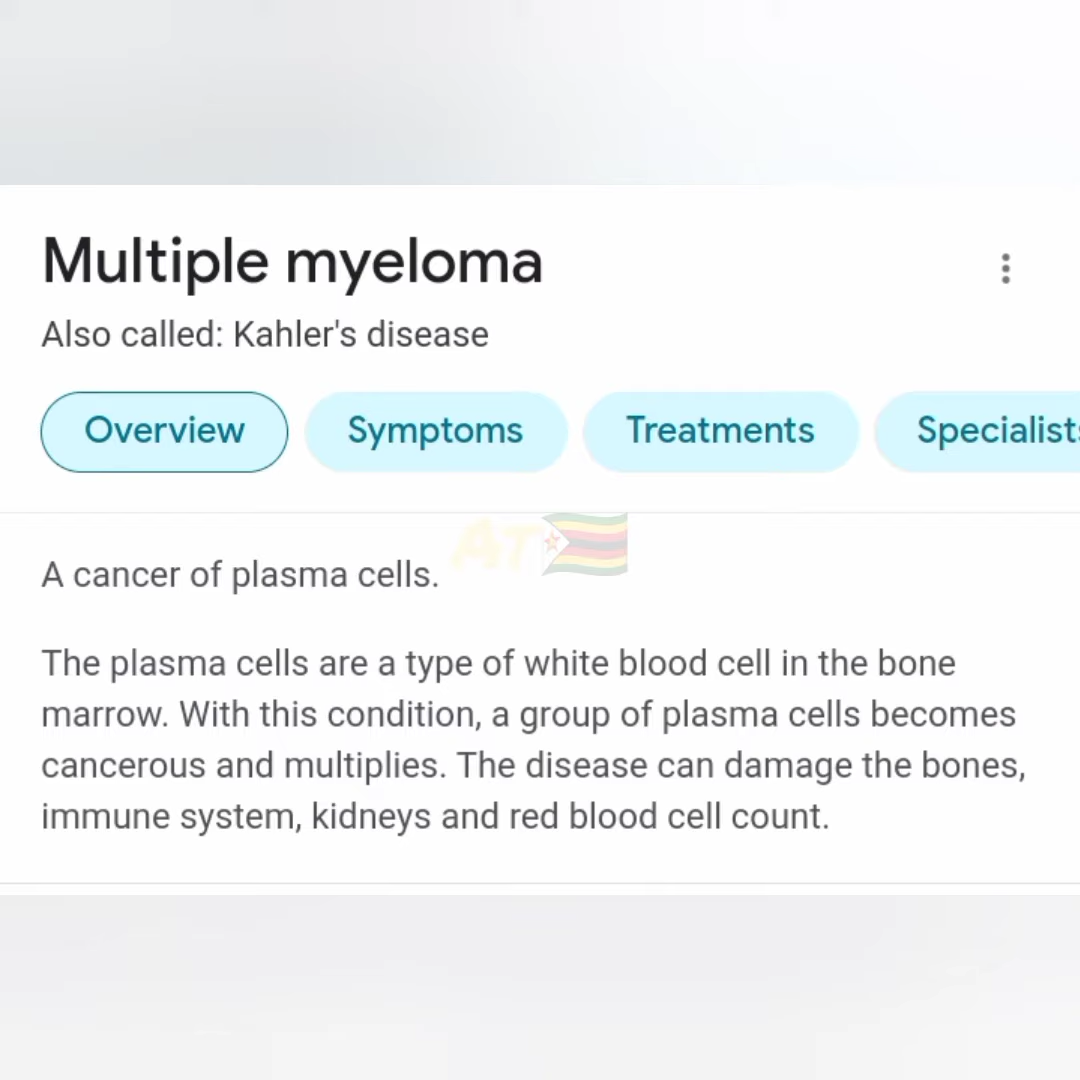 Multiple myeloma
Also called: Kahler's disease
Overview Symptoms Treatments Specialists
AT
A cancer of plasma cells.
The plasma cells are a type of white blood cell in the bone
marrow. With this condition, a group of plasma cells becomes
cancerous and multiplies. The disease can damage the bones,
immune system, kidneys and red blood cell count.